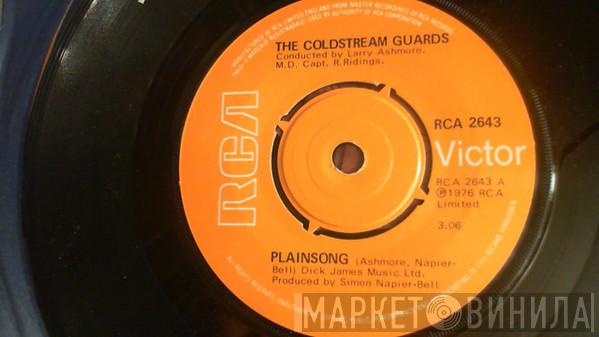 THE COLDSTREAM GUARDS
Conducted by Larry Ashmore.
M.D. Capt. R.Ridings.
RCA
RCA 2643
Victor
RCA 2643 A
Ⓟ1976 RCA
Limited
3.06
PLAINSONG (Ashmore, Napier-
Bell) Dick James Music Ltd.
Produced by Simon Napier-Bell
МАРКЕТ ВИНИЛА